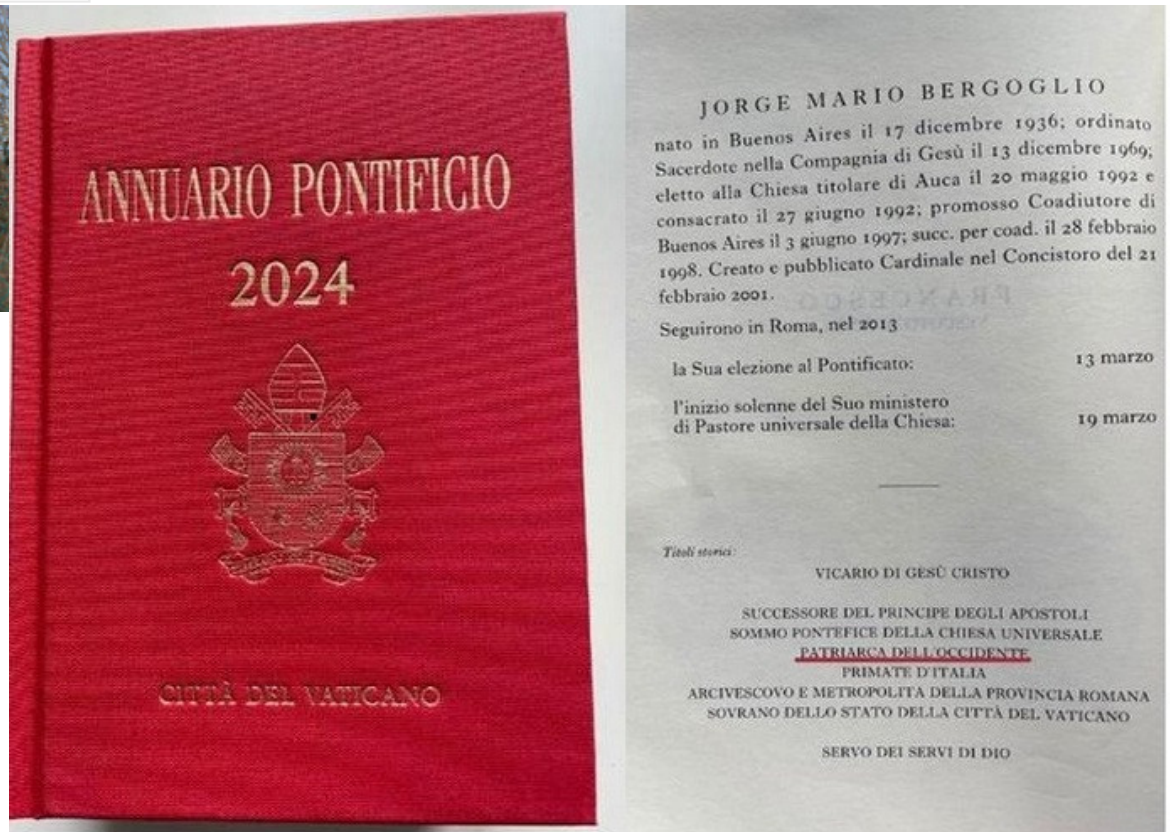 ANNUARIO PONTIFICIO
2024
CITTÀ DEL VATICANO
JORGE MARIO BERGOGLIO
nato in Buenos Aires il 17 dicembre 1936; ordinato
Sacerdote nella Compagnia di Gesù il 13 dicembre 1969;
eletto alla Chiesa titolare di Auca il 20 maggio 1992 e
consacrato il 27 giugno 1992; promosso Coadiutore di
Buenos Aires il 3 giugno 1997; succ. per coad. il 28 febbraio
1998. Creato e pubblicato Cardinale nel Concistoro del 21
febbraio 2001.
Seguirono in Roma, nel 2013
la Sua elezione al Pontificato: 13 marzo
l'inizio solenne del Suo ministero
di Pastore universale della Chiesa: 19 marzo
Titoli storici:
VICARIO DI GESÙ CRISTO
SUCCESSORE DEL PRINCIPE DEGLI APOSTOLI
SOMMO PONTEFICE DELLA CHIESA UNIVERSALE
PATRIARCA DELL'OCCIDENTE
PRIMATE D'ITALIA
ARCIVESCOVO E METROPOLITA DELLA PROVINCIA ROMANA
SOVRANO DELLO STATO DELLA CITTÀ DEL VATICANO
SERVO DEI SERVI DI DIO